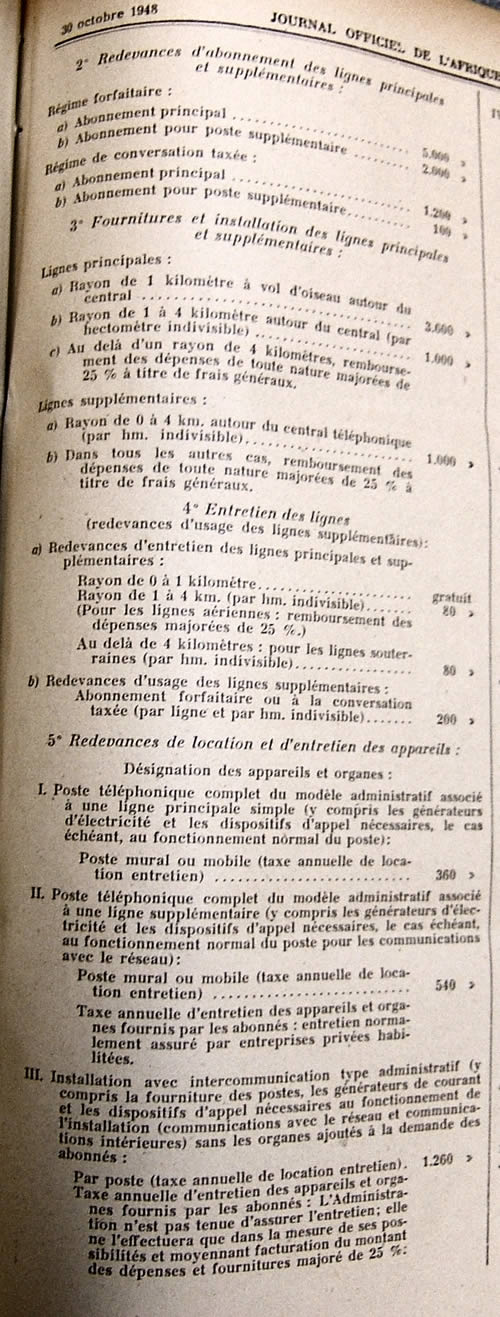 30 octobre 1948
JOURNAL OFFICIEL DE L'AFRIQUE
2° Redevances d'abonnement des lignes principales
et supplémentaires :
Régime forfaitaire :
a) Abonnement principal .......... 5.000 »
b) Abonnement pour poste supplémentaire ........ 2.000 »
Régime de conversation taxée :
a) Abonnement principal .......... 1.200 »
b) Abonnement pour poste supplémentaire.......... 100 »
3° Fournitures et installation des lignes principales
et supplémentaires :
Lignes principales :
a) Rayon de 1 kilomètre à vol d'oiseau autour du
central .......... 3.600 »
b) Rayon de 1 à 4 kilomètre autour du central (par
hectomètre indivisible) .......... 1.000 »
c) Au delà d'un rayon de 4 kilomètres, rembourse-
ment des dépenses de toute nature majorées de
25 % à titre de frais généraux.
Lignes supplémentaires :
a) Rayon de 0 à 4 km. autour du central téléphonique
(par hm. indivisible).......... 1.000 »
b) Dans tous les autres cas, remboursement des
dépenses de toute nature majorées de 25 % à
titre de frais généraux.
4° Entretien des lignes
(redevances d'usage des lignes supplémentaires):
a) Redevances d'entretien des lignes principales et sup-
plémentaires :
Rayon de 0 à 1 kilomètre.......... gratuit
Rayon de 1 à 4 km. (par hm. indivisible)....... 80 »
(Pour les lignes aériennes : remboursement des
dépenses majorées de 25 %.)
Au delà de 4 kilomètres : pour les lignes souter-
raines (par hm. indivisible).......... 80 »
b) Redevances d'usage des lignes supplémentaires :
Abonnement forfaitaire ou à la conversation
taxée (par ligne et par hm. indivisible)....... 200 »
5° Redevances de location et d'entretien des appareils :
Désignation des appareils et organes :
I. Poste téléphonique complet du modèle administratif associé
à une ligne principale simple (y compris les générateurs
d'électricité et les dispositifs d'appel nécessaires, le cas
échéant, au fonctionnement normal du poste):
Poste mural ou mobile (taxe annuelle de loca-
tion entretien) .......... 360 »
II. Poste téléphonique complet du modèle administratif associé
à une ligne supplémentaire (y compris les générateurs d'élec-
tricité et les dispositifs d'appel nécessaires, le cas échéant,
au fonctionnement normal du poste pour les communications
avec le réseau):
Poste mural ou mobile (taxe annuelle de loca-
tion entretien) .......... 540 »
Taxe annuelle d'entretien des appareils et orga-
nes fournis par les abonnés : entretien norma-
lement assuré par entreprises privées habi-
litées.
III. Installation avec intercommunication type administratif (y
compris la fourniture des postes, les générateurs de courant
et les dispositifs d'appel nécessaires au fonctionnement de
l'installation (communications avec le réseau et communica-
tions intérieures) sans les organes ajoutés à la demande des
abonnés :
Par poste (taxe annuelle de location entretien). 1.260 »
Taxe annuelle d'entretien des appareils et orga-
nes fournis par les abonnés : L'Administra-
tion n'est pas tenue d'assurer l'entretien; elle
ne l'effectuera que dans la mesure de ses pos-
sibilités et moyennant facturation du montant
des dépenses et fournitures majoré de 25 %: